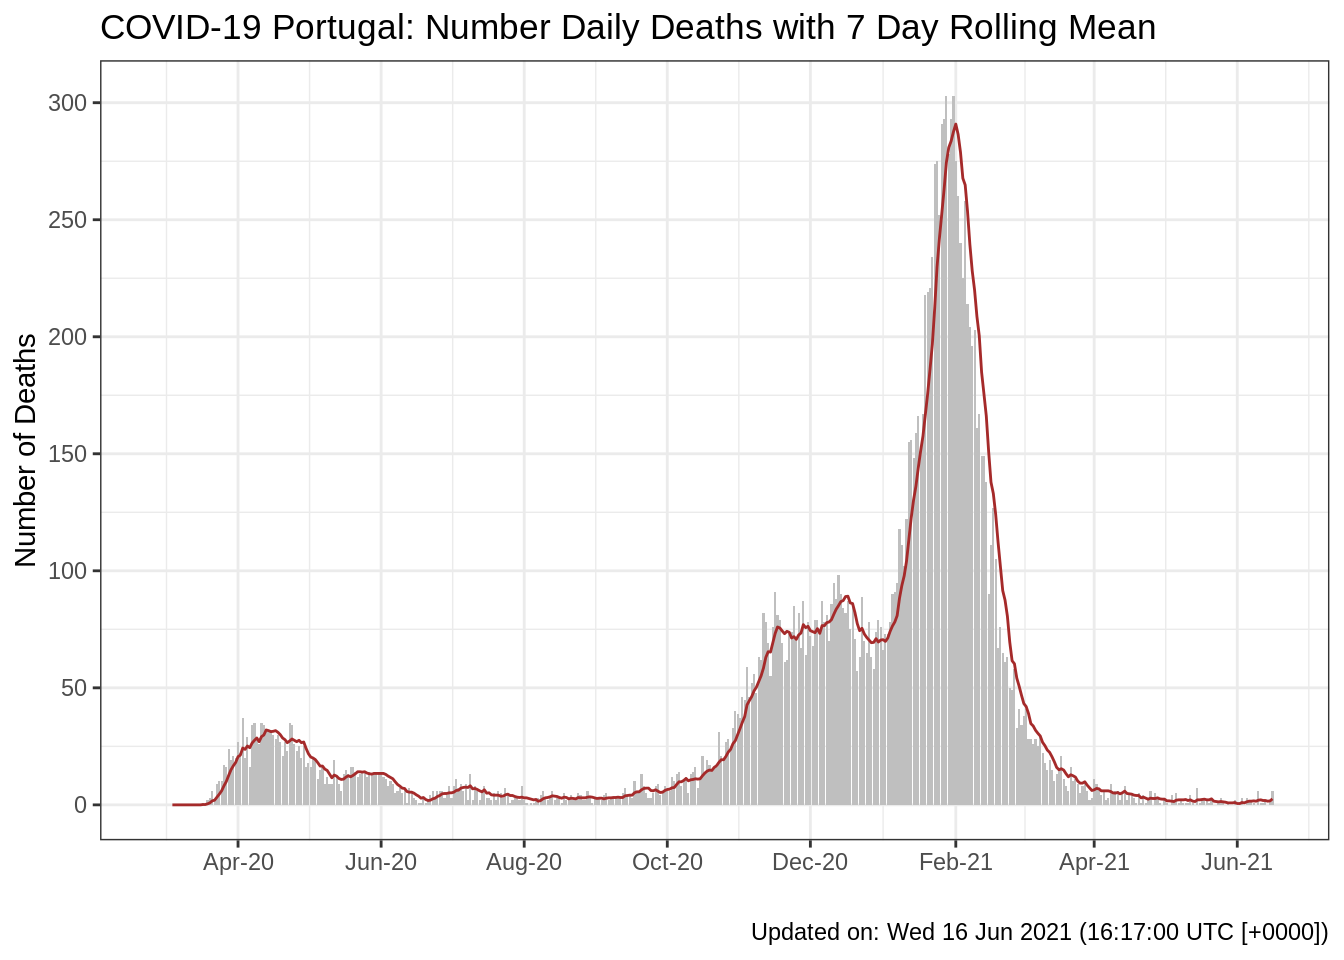 COVID-19 Portugal: Number Daily Deaths with 7 Day Rolling Mean
Number of Deaths
300
250
200
150
100
50
0
Apr-20 Jun-20 Aug-20 Oct-20 Dec-20 Feb-21 Apr-21 Jun-21
Updated on: Wed 16 Jun 2021 (16:17:00 UTC [+0000])